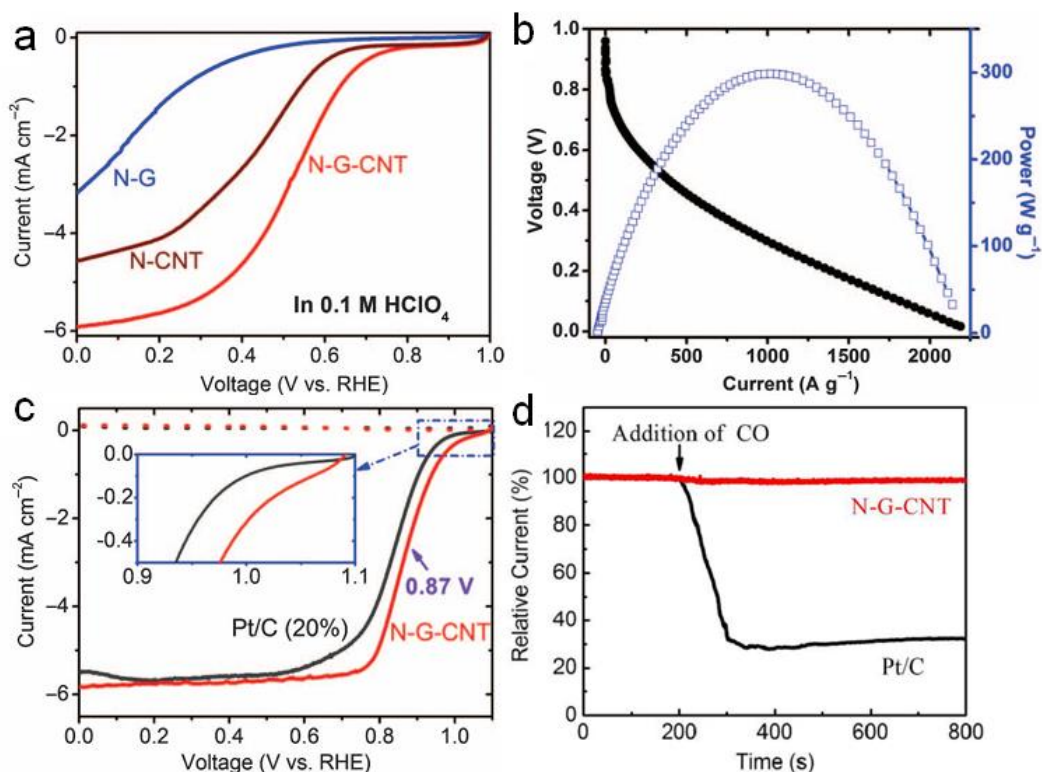 a
0
-2
-4
-6
Current (mA cm⁻²)
N-G
N-CNT
N-G-CNT
In 0.1 M HClO₄
0.0 0.2 0.4 0.6 0.8 1.0
Voltage (V vs. RHE)
b
1.0
0.8
0.6
0.4
0.2
0.0
Voltage (V)
300
200
100
0
Power (W g⁻¹)
0 500 1000 1500 2000
Current (A g⁻¹)
c
0
-2
-4
-6
Current (mA cm⁻²)
0.0
-0.2
-0.4
0.9 1.0 1.1
0.87 V
Pt/C (20%)
N-G-CNT
0.0 0.2 0.4 0.6 0.8 1.0
Voltage (V vs. RHE)
d
120
100
80
60
40
20
0
Relative Current (%)
Addition of CO
N-G-CNT
Pt/C
0 200 400 600 800
Time (s)